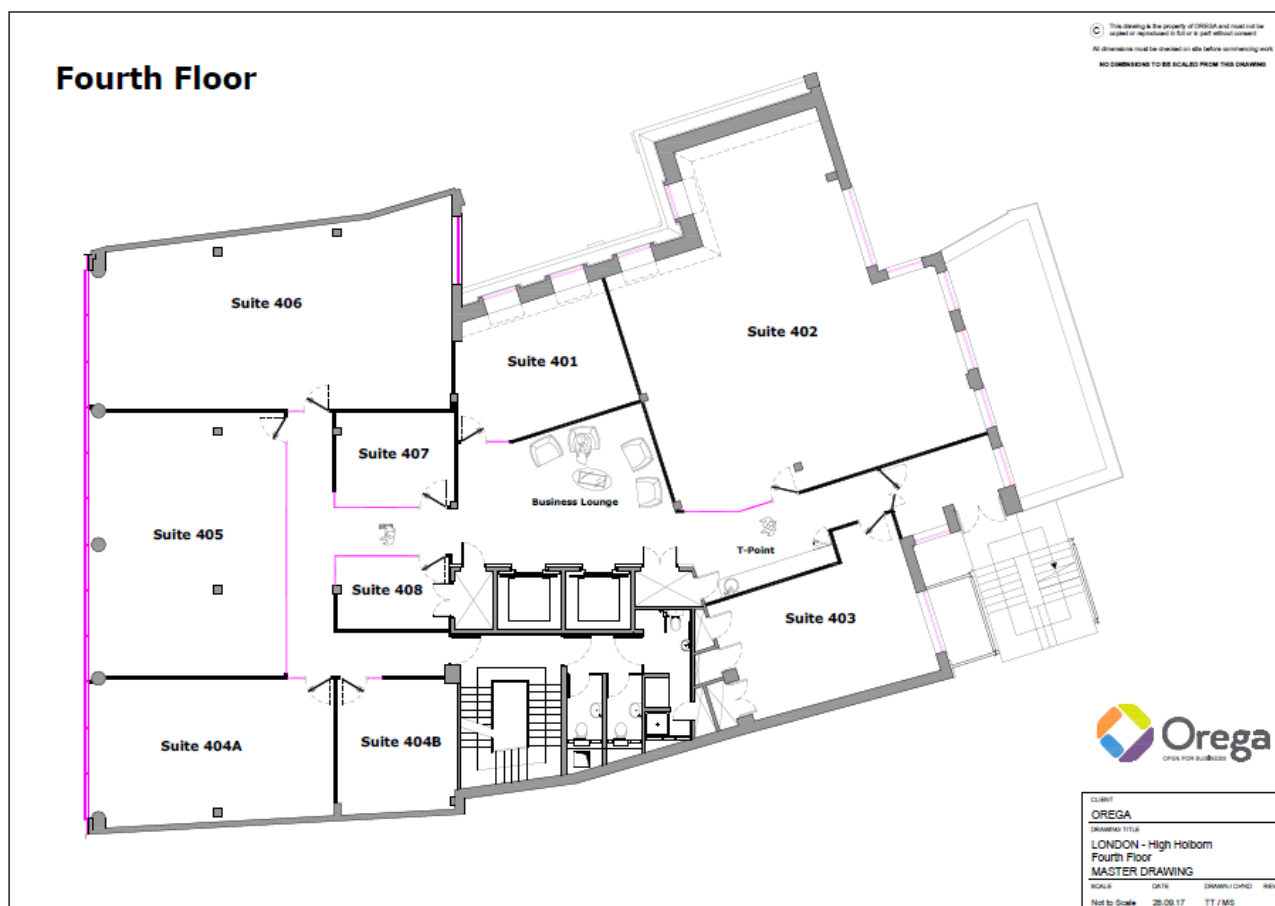 © This drawing is the property of OREGA and must not be
copied or reproduced in full or in part without consent
All dimensions must be checked on site before commencing work
NO DIMENSIONS TO BE SCALED FROM THIS DRAWING
Fourth Floor
Suite 406
Suite 402
Suite 401
Suite 407
Business Lounge
Suite 405
T-Point
Suite 408
Suite 403
Suite 404A
Suite 404B
Orega
OPEN FOR BUSINESS
CLIENT
OREGA
DRAWING TITLE
LONDON - High Holborn
Fourth Floor
MASTER DRAWING
SCALE DATE DRAWN / CHKD REV
Not to Scale 28.09.17 TT / MS